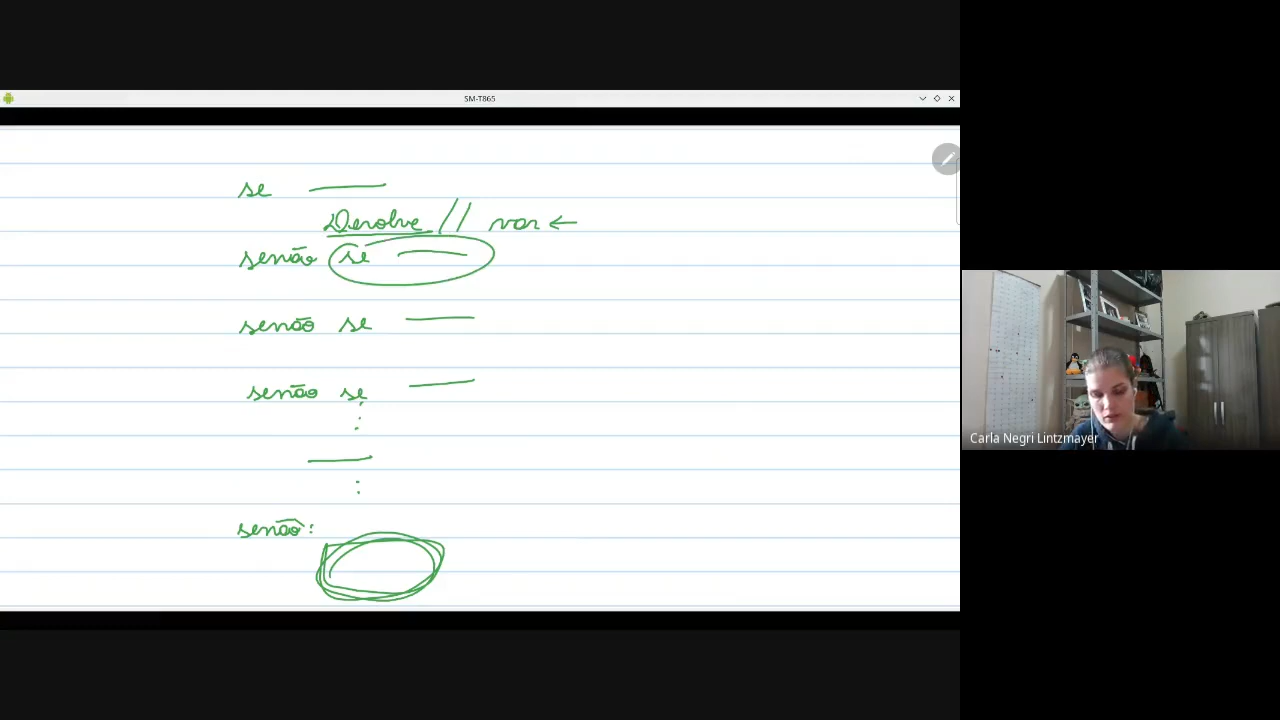 SM-T865
se
Devolve // var ←
senão se
senão se
senão se
:
:
senão:
Carla Negri Lintzmayer